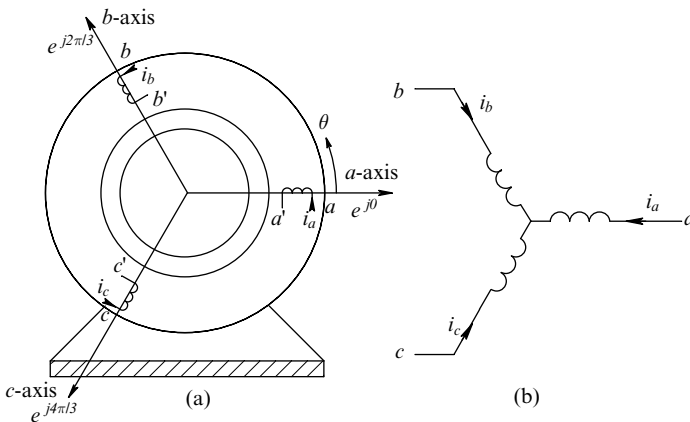 b-axis
e^{j2π/3}
b
i_b
b'
θ
a-axis
a'
i_a
a
e^{j0}
c'
i_c
c
c-axis
e^{j4π/3}
(a)
b
i_b
i_a
a
i_c
c
(b)